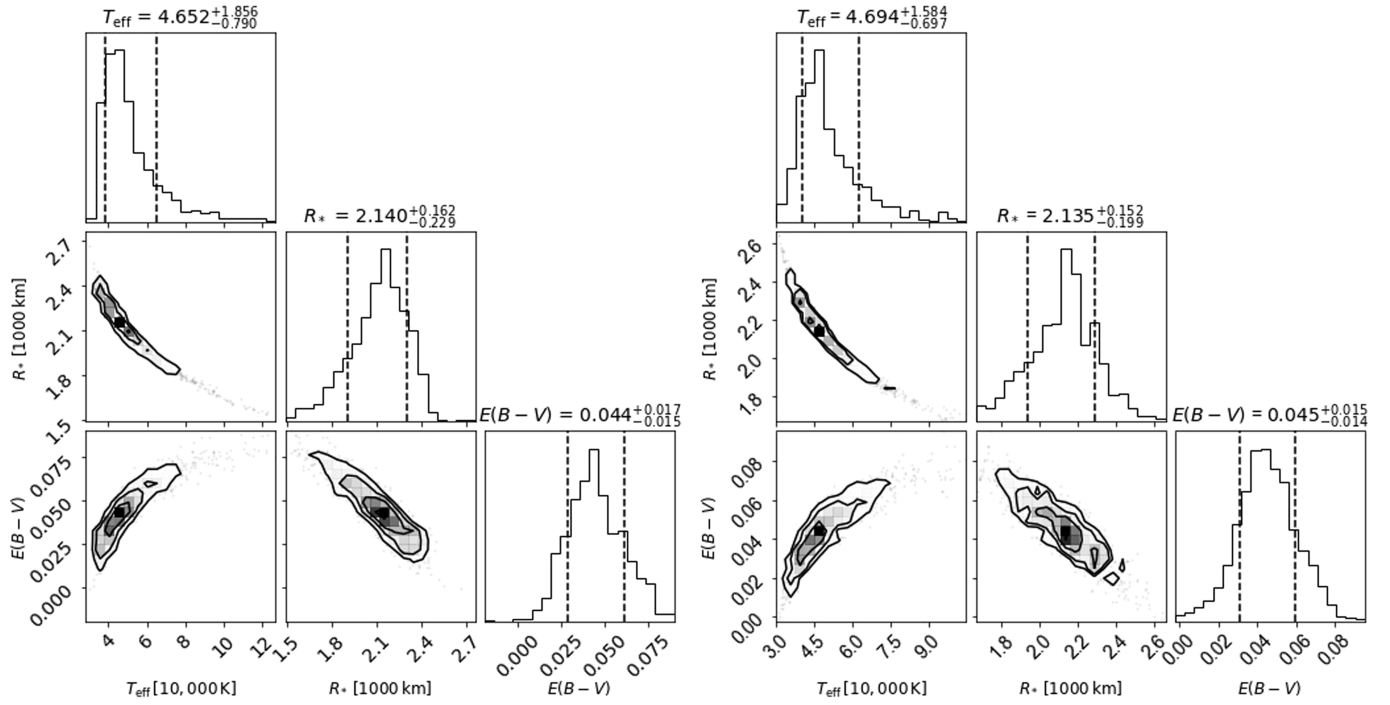 T_eff = 4.652^{+1.856}_{−0.790}
R_* = 2.140^{+0.162}_{−0.229}
E(B − V) = 0.044^{+0.017}_{−0.015}
R_* [1000 km]
2.7
2.4
2.1
1.8
1.5
E(B − V)
0.075
0.050
0.025
0.000
4 6 8 10 12
T_eff [10,000 K]
1.5 1.8 2.1 2.4 2.7
R_* [1000 km]
0.000 0.025 0.050 0.075
E(B − V)
T_eff = 4.694^{+1.584}_{−0.697}
R_* = 2.135^{+0.152}_{−0.199}
E(B − V) = 0.045^{+0.015}_{−0.014}
R_* [1000 km]
2.6
2.4
2.2
2.0
1.8
E(B − V)
0.08
0.06
0.04
0.02
0.00
3.0 4.5 6.0 7.5 9.0
T_eff [10,000 K]
1.8 2.0 2.2 2.4 2.6
R_* [1000 km]
0.00 0.02 0.04 0.06 0.08
E(B − V)